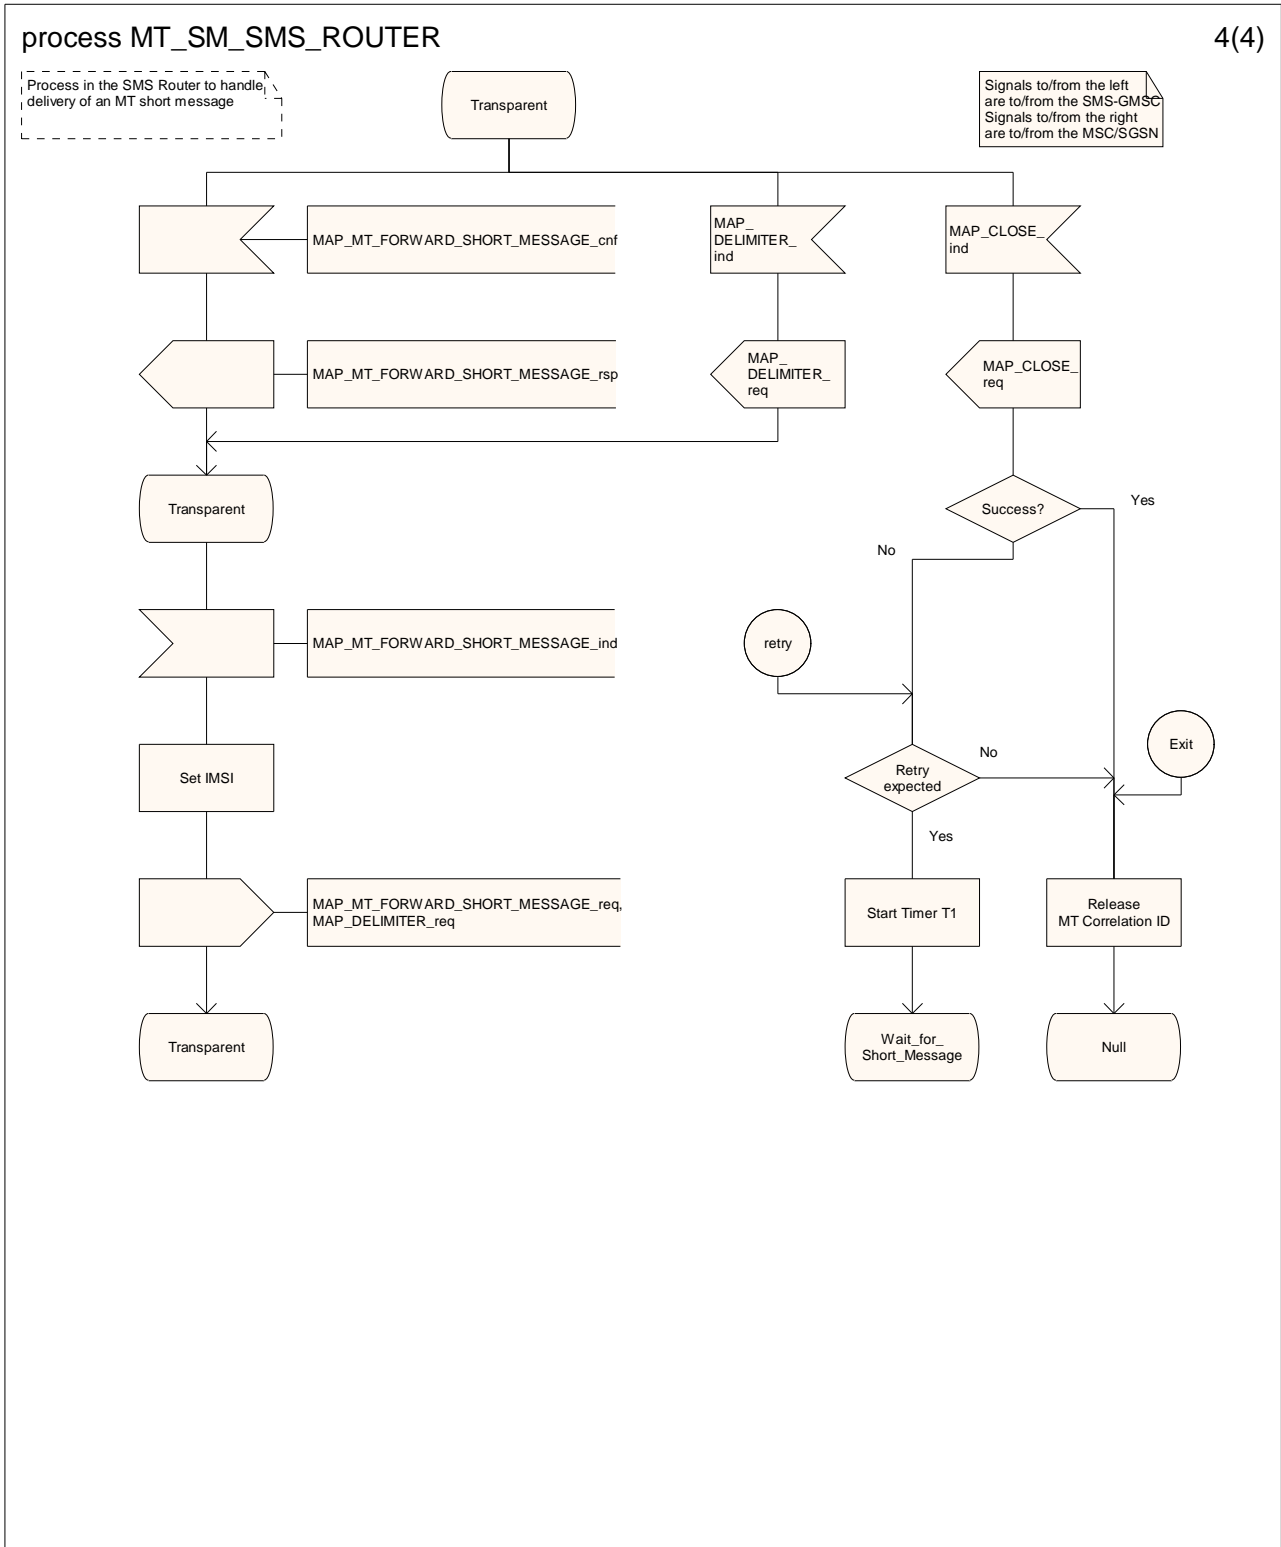 process MT_SM_SMS_ROUTER
4(4)
Process in the SMS Router to handle
delivery of an MT short message
Transparent
Signals to/from the left
are to/from the SMS-GMSC
Signals to/from the right
are to/from the MSC/SGSN
MAP_MT_FORWARD_SHORT_MESSAGE_cnf
MAP_
DELIMITER_
ind
MAP_CLOSE_
ind
MAP_MT_FORWARD_SHORT_MESSAGE_rsp
MAP_
DELIMITER_
req
MAP_CLOSE_
req
Transparent
Success?
Yes
No
MAP_MT_FORWARD_SHORT_MESSAGE_ind
retry
Set IMSI
Retry
expected
No
Exit
Yes
MAP_MT_FORWARD_SHORT_MESSAGE_req,
MAP_DELIMITER_req
Start Timer T1
Release
MT Correlation ID
Transparent
Wait_for_
Short_Message
Null